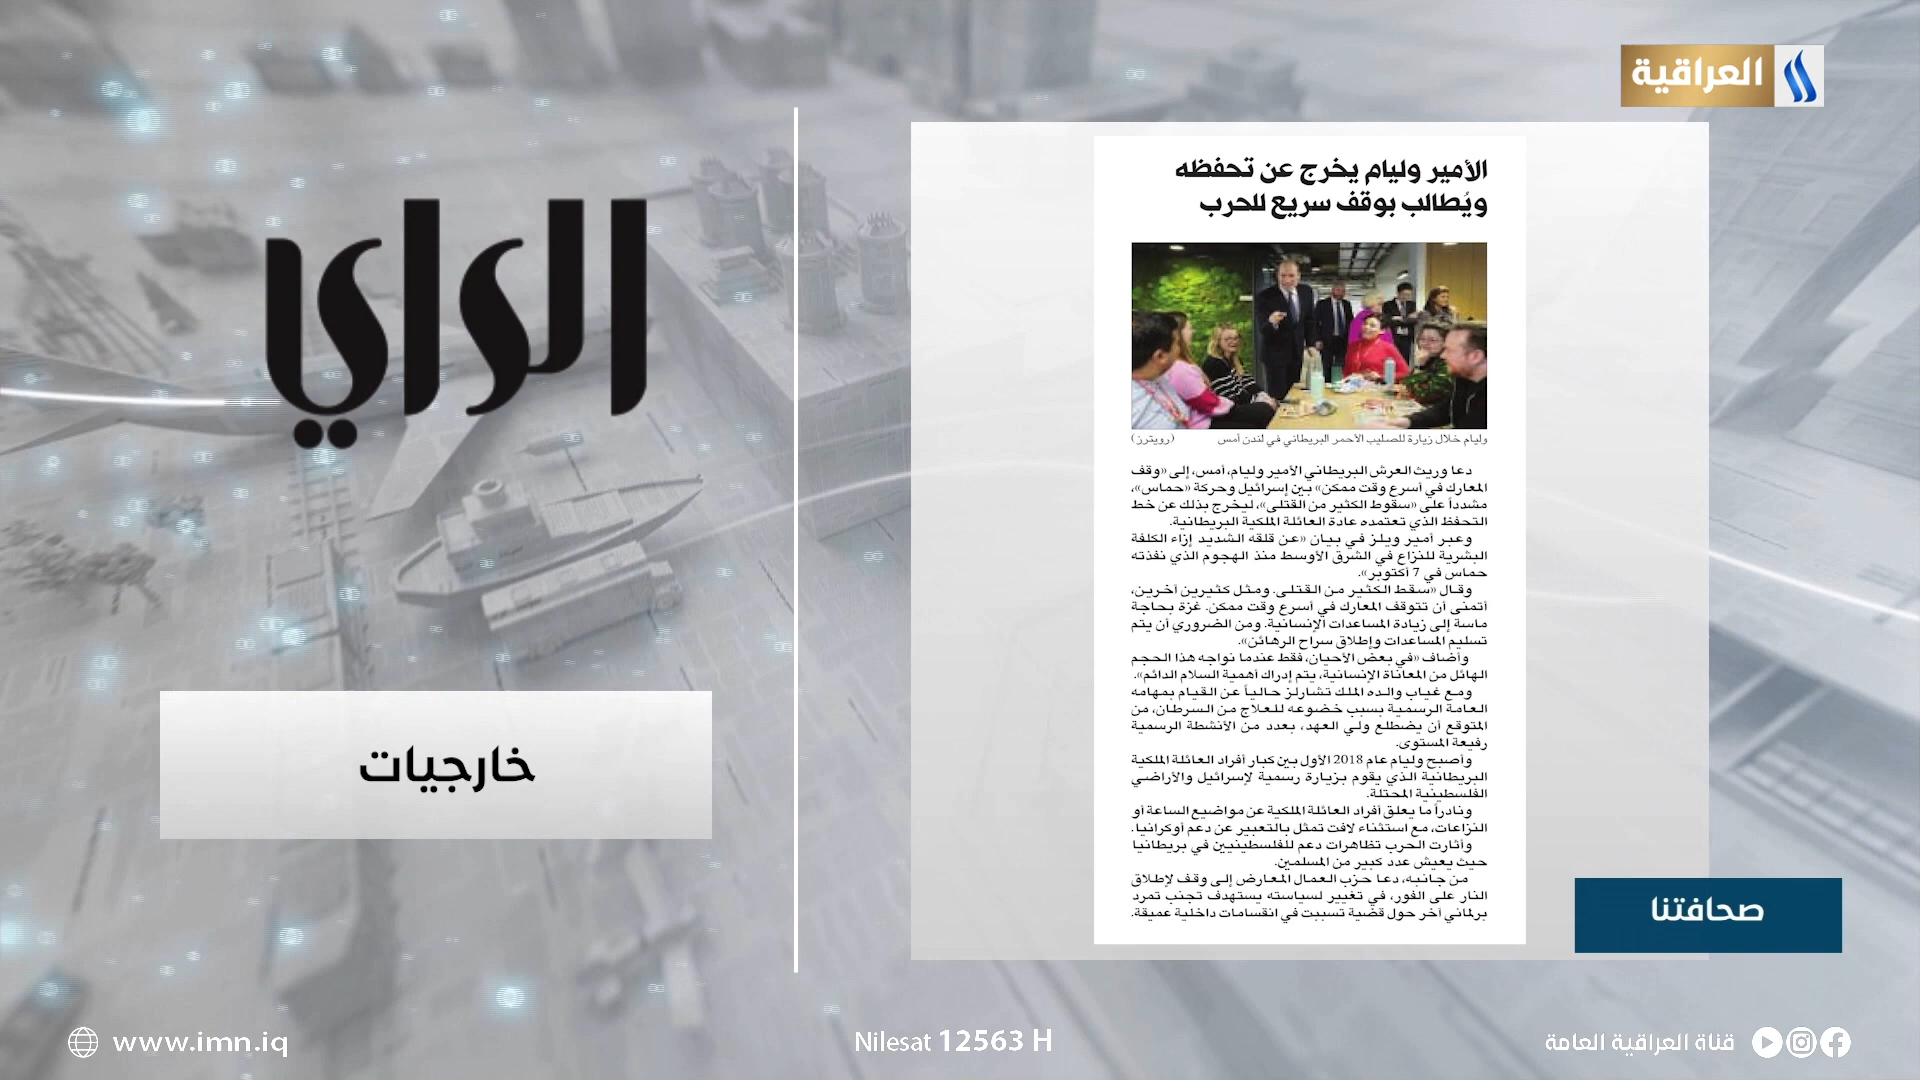 العراقية
الراي
خارجيات
الأمير وليام يخرج عن تحفظه
ويُطالب بوقف سريع للحرب
وليام خلال زيارة للصليب الأحمر البريطاني في لندن أمس (رويترز)
دعا وريث العرش البريطاني الأمير وليام، أمس، إلى «وقف
المعارك في أسرع وقت ممكن» بين إسرائيل وحركة «حماس»،
مشدداً على «سقوط الكثير من القتلى»، ليخرج بذلك عن خط
التحفظ الذي تعتمده عادة العائلة الملكية البريطانية.
وعبر أمير ويلز في بيان «عن قلقه الشديد إزاء الكلفة
البشرية للنزاع في الشرق الأوسط منذ الهجوم الذي نفذته
حماس في 7 أكتوبر».
وقال «سقط الكثير من القتلى. ومثل كثيرين آخرين،
أتمنى أن تتوقف المعارك في أسرع وقت ممكن. غزة بحاجة
ماسة إلى زيادة المساعدات الإنسانية. ومن الضروري أن يتم
تسليم المساعدات وإطلاق سراح الرهائن».
وأضاف «في بعض الأحيان، فقط عندما نواجه هذا الحجم
الهائل من المعاناة الإنسانية، يتم إدراك أهمية السلام الدائم».
ومع غياب والده الملك تشارلز حالياً عن القيام بمهامه
العامة الرسمية بسبب خضوعه للعلاج من السرطان، من
المتوقع أن يضطلع ولي العهد، بعدد من الأنشطة الرسمية
رفيعة المستوى.
وأصبح وليام عام 2018 الأول بين كبار أفراد العائلة الملكية
البريطانية الذي يقوم بزيارة رسمية لإسرائيل والأراضي
الفلسطينية المحتلة.
ونادراً ما يعلق أفراد العائلة الملكية عن مواضيع الساعة أو
النزاعات، مع استثناء لافت تمثل بالتعبير عن دعم أوكرانيا.
وأثارت الحرب تظاهرات دعم للفلسطينيين في بريطانيا
حيث يعيش عدد كبير من المسلمين.
من جانبه، دعا حزب العمال المعارض إلى وقف لإطلاق
النار على الفور، في تغيير لسياسته يستهدف تجنب تمرد
برلماني آخر حول قضية تسببت في انقسامات داخلية عميقة.
صحافتنا
www.imn.iq
Nilesat 12563 H
قناة العراقية العامة